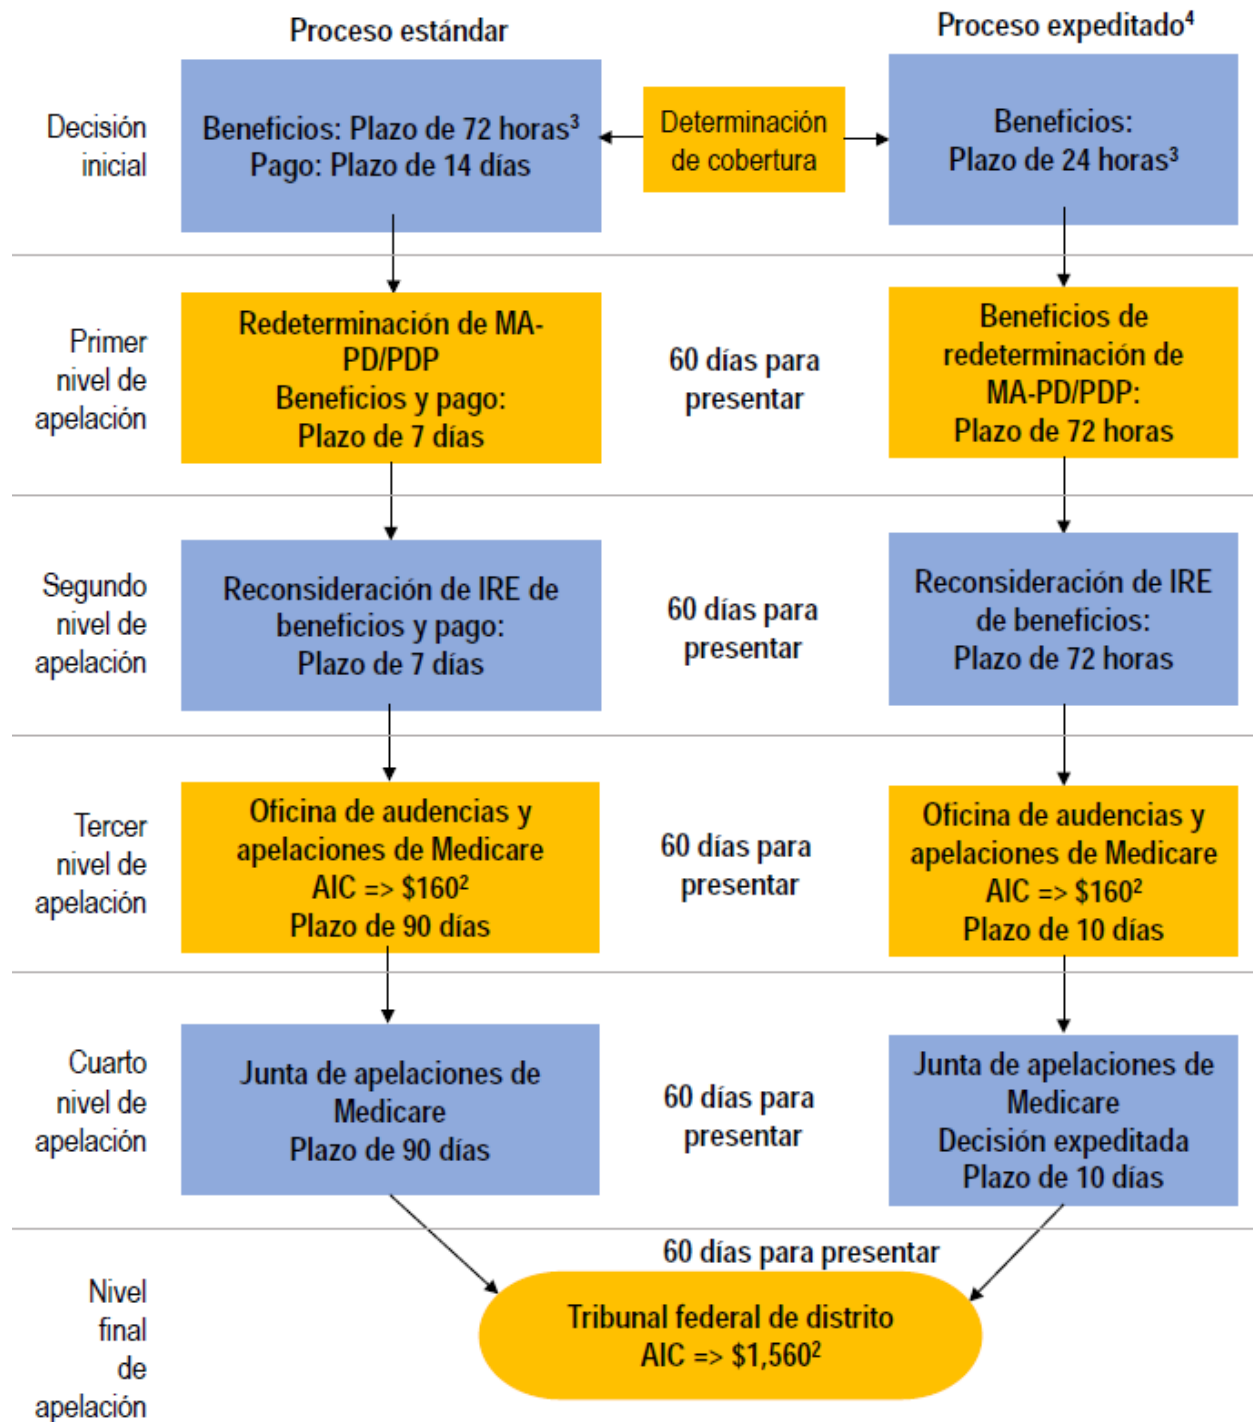 Proceso estándar
Proceso expeditado⁴
Decisión
inicial
Beneficios: Plazo de 72 horas³
Pago: Plazo de 14 días
Determinación
de cobertura
Beneficios:
Plazo de 24 horas³
Primer
nivel de
apelación
Redeterminación de MA-
PD/PDP
Beneficios y pago:
Plazo de 7 días
60 días para
presentar
Beneficios de
redeterminación de
MA-PD/PDP:
Plazo de 72 horas
Segundo
nivel de
apelación
Reconsideración de IRE de
beneficios y pago:
Plazo de 7 días
60 días para
presentar
Reconsideración de IRE
de beneficios:
Plazo de 72 horas
Tercer
nivel de
apelación
Oficina de audencias y
apelaciones de Medicare
AIC => $160²
Plazo de 90 días
60 días para
presentar
Oficina de audencias y
apelaciones de Medicare
AIC => $160²
Plazo de 10 días
Cuarto
nivel de
apelación
Junta de apelaciones de
Medicare
Plazo de 90 días
60 días para
presentar
Junta de apelaciones de
Medicare
Decisión expeditada
Plazo de 10 días
Nivel
final
de
apelación
60 días para presentar
Tribunal federal de distrito
AIC => $1,560²